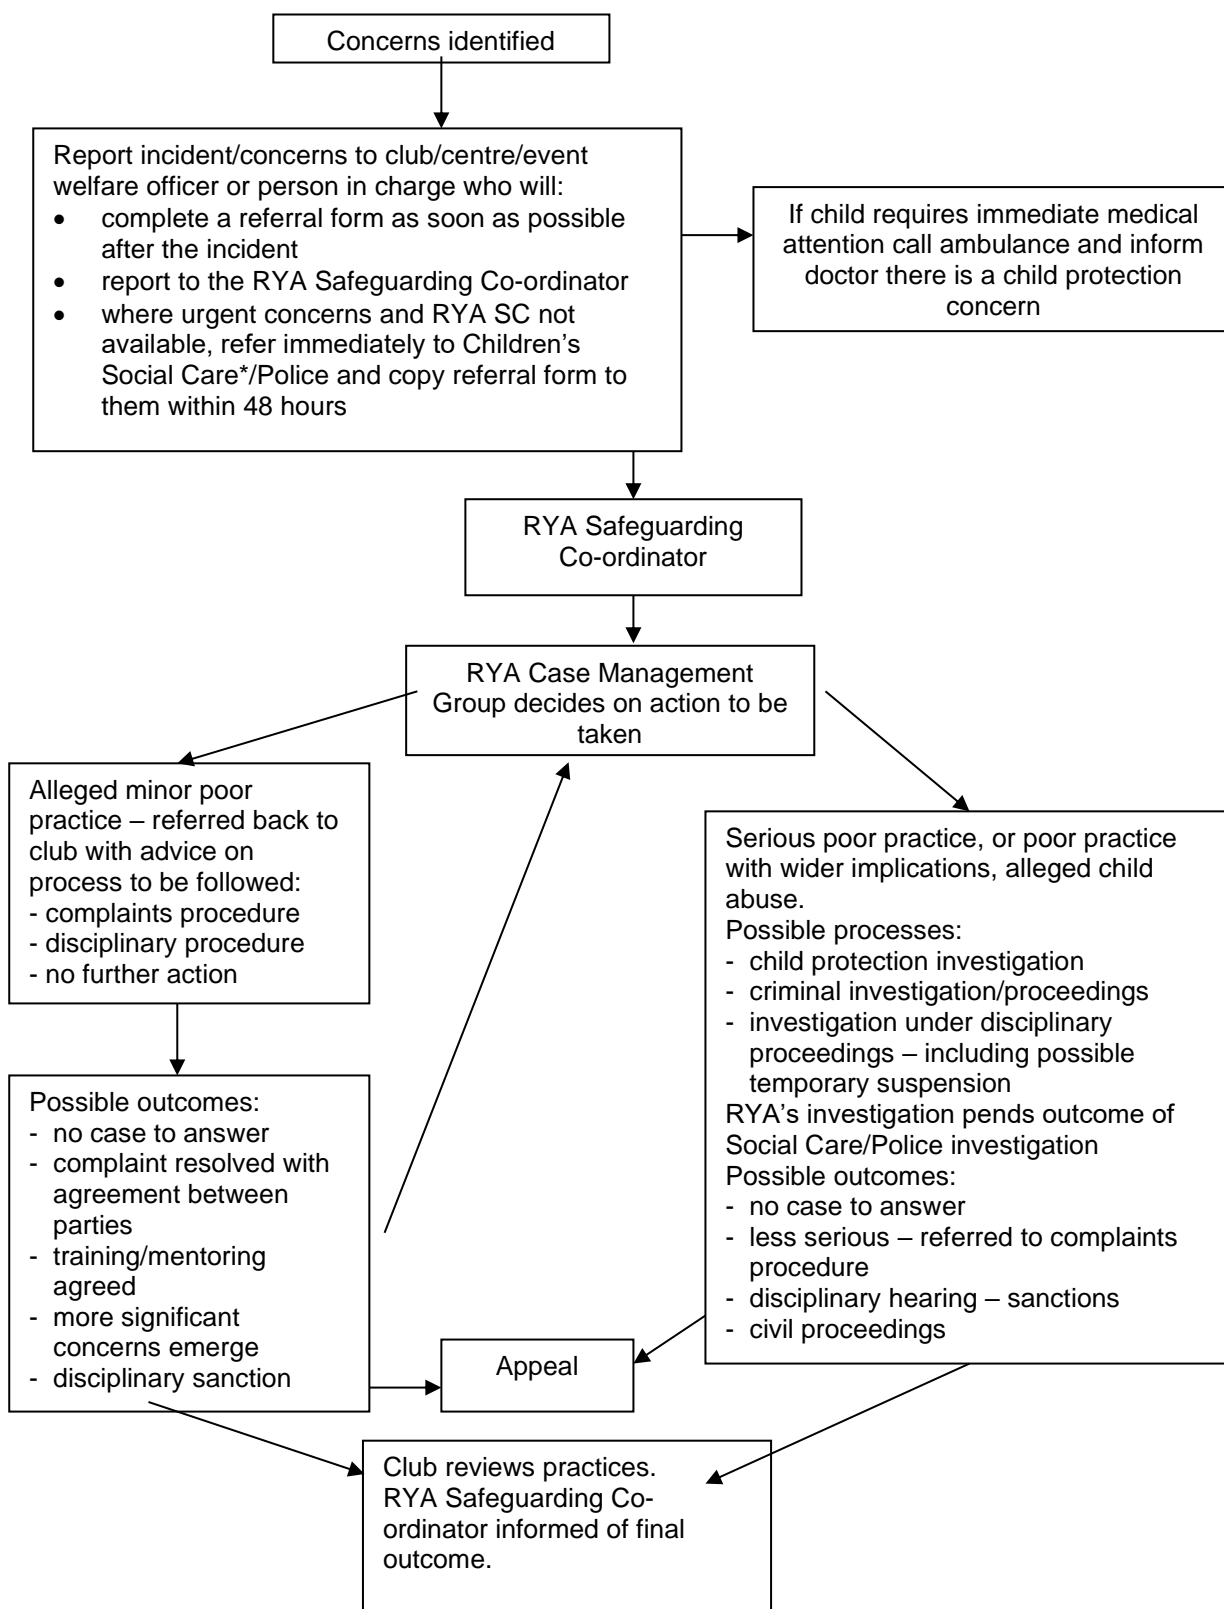 Concerns identified
Report incident/concerns to club/centre/event
welfare officer or person in charge who will:
• complete a referral form as soon as possible
after the incident
• report to the RYA Safeguarding Co-ordinator
• where urgent concerns and RYA SC not
available, refer immediately to Children’s
Social Care*/Police and copy referral form to
them within 48 hours
If child requires immediate medical
attention call ambulance and inform
doctor there is a child protection
concern
RYA Safeguarding
Co-ordinator
RYA Case Management
Group decides on action to be
taken
Alleged minor poor
practice – referred back to
club with advice on
process to be followed:
- complaints procedure
- disciplinary procedure
- no further action
Serious poor practice, or poor practice
with wider implications, alleged child
abuse.
Possible processes:
- child protection investigation
- criminal investigation/proceedings
- investigation under disciplinary
proceedings – including possible
temporary suspension
RYA’s investigation pends outcome of
Social Care/Police investigation
Possible outcomes:
- no case to answer
- less serious – referred to complaints
procedure
- disciplinary hearing – sanctions
- civil proceedings
Possible outcomes:
- no case to answer
- complaint resolved with
agreement between
parties
- training/mentoring
agreed
- more significant
concerns emerge
- disciplinary sanction
Appeal
Club reviews practices.
RYA Safeguarding Co-
ordinator informed of final
outcome.